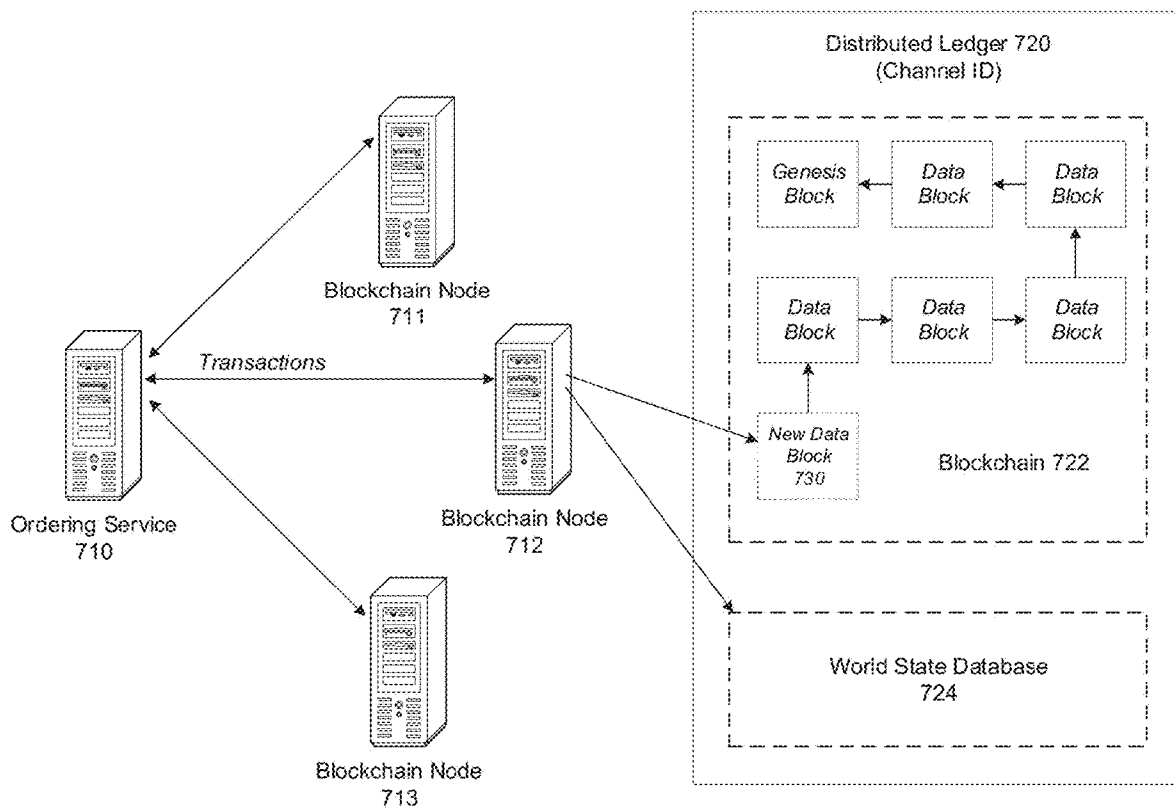 Distributed Ledger 720
(Channel ID)
Genesis
Block
Data
Block
Data
Block
Blockchain Node
711
Data
Block
Data
Block
Data
Block
Transactions
New Data
Block
730
Blockchain 722
Ordering Service
710
Blockchain Node
712
World State Database
724
Blockchain Node
713